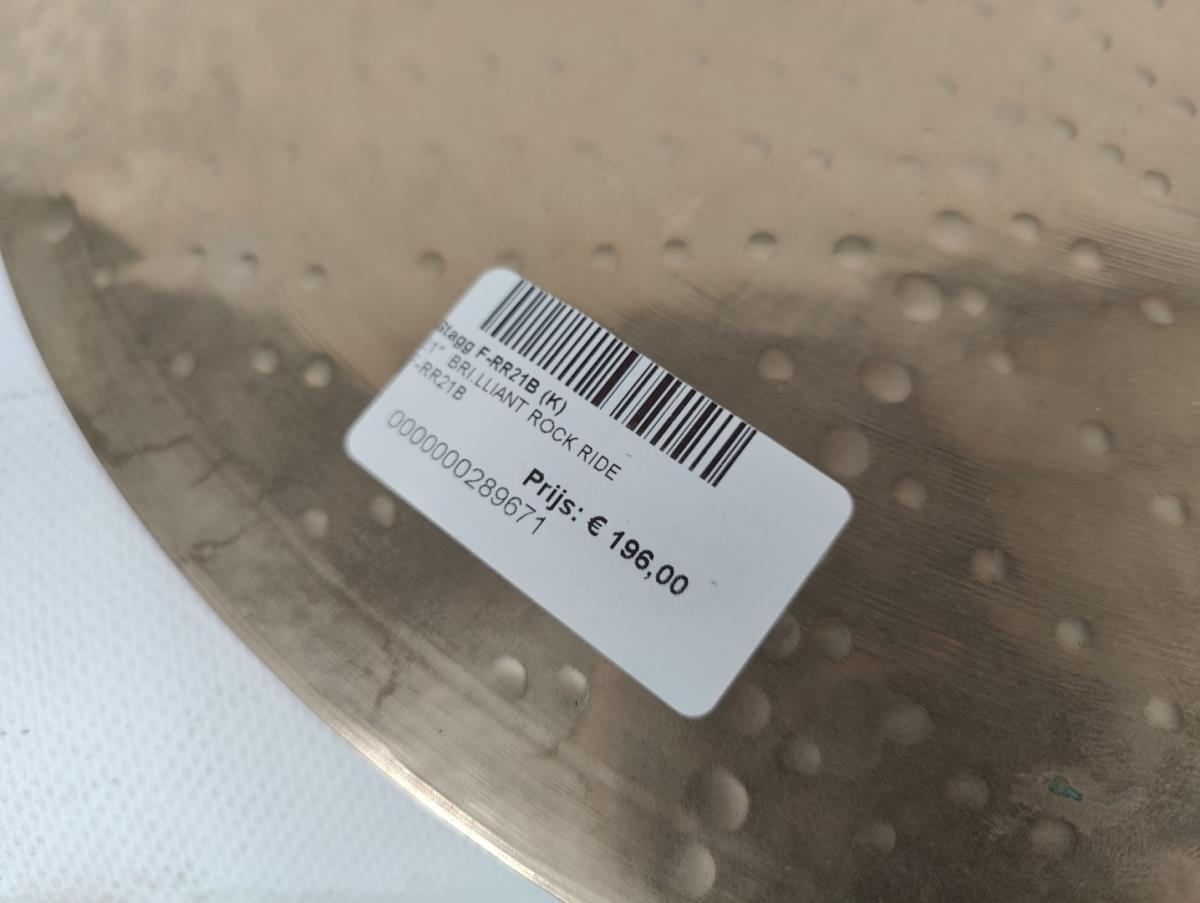 Stagg F-RR21B (K)
21" BRILLIANT ROCK RIDE
F-RR21B
Prijs: € 196,00
0000000289671